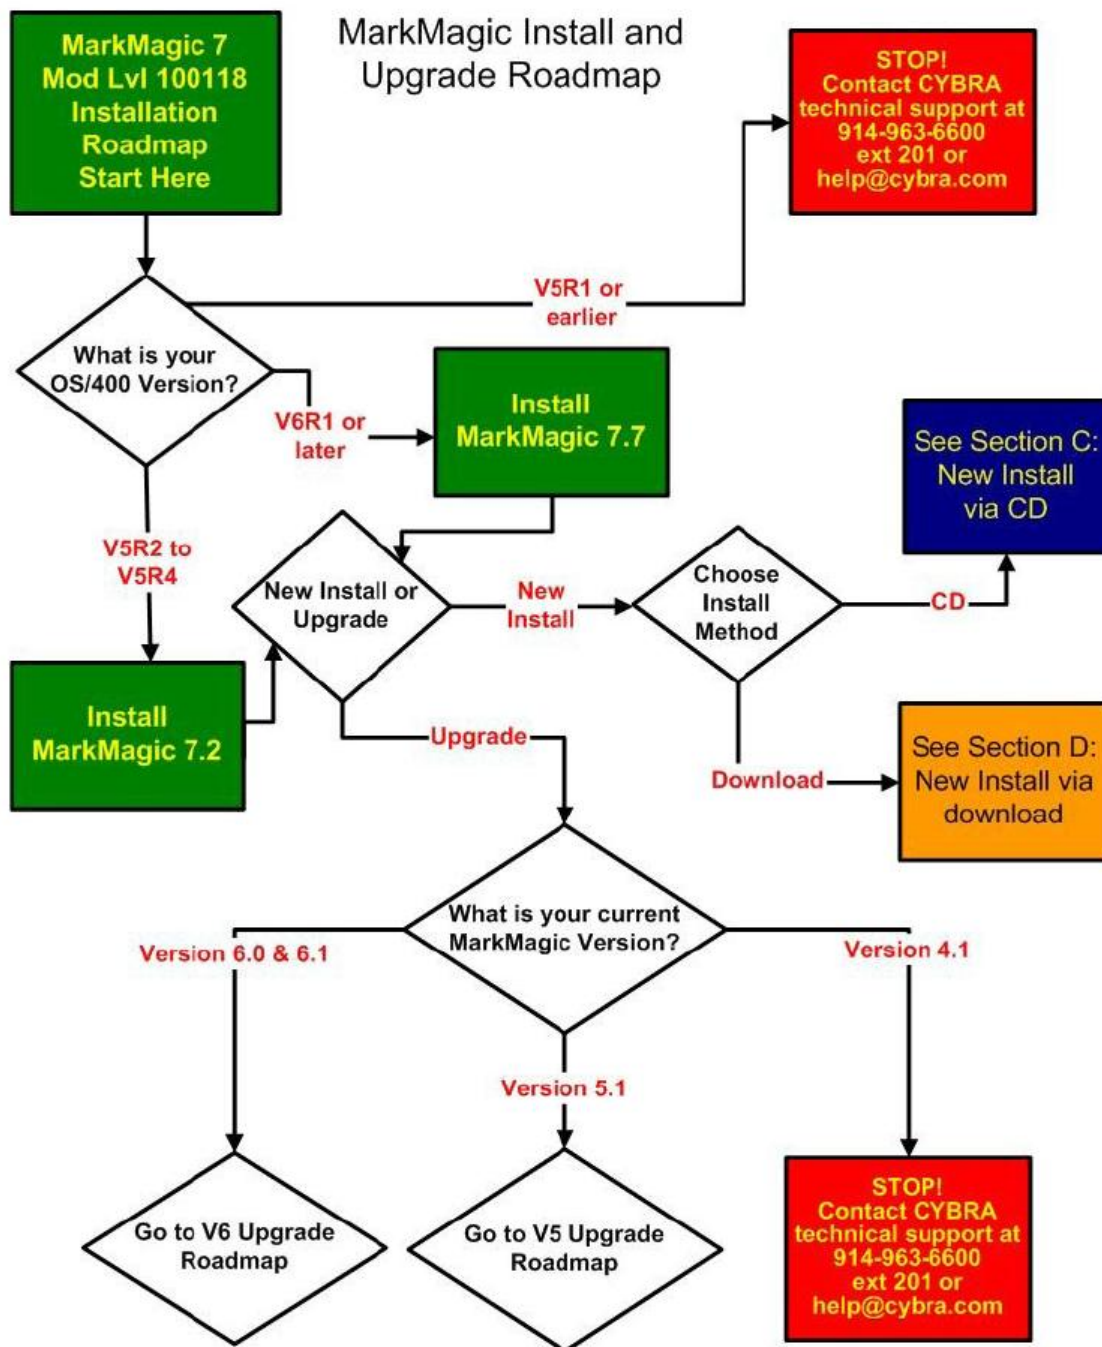 MarkMagic Install and
Upgrade Roadmap
MarkMagic 7
Mod Lvl 100118
Installation
Roadmap
Start Here
STOP!
Contact CYBRA
technical support at
914-963-6600
ext 201 or
help@cybra.com
V5R1 or
earlier
What is your
OS/400 Version?
V6R1 or
later
Install
MarkMagic 7.7
See Section C:
New Install
via CD
V5R2 to
V5R4
New Install or
Upgrade
New
Install
Choose
Install
Method
CD
Install
MarkMagic 7.2
Upgrade
Download
See Section D:
New Install via
download
What is your current
MarkMagic Version?
Version 6.0 & 6.1
Version 4.1
Version 5.1
Go to V6 Upgrade
Roadmap
Go to V5 Upgrade
Roadmap
STOP!
Contact CYBRA
technical support at
914-963-6600
ext 201 or
help@cybra.com